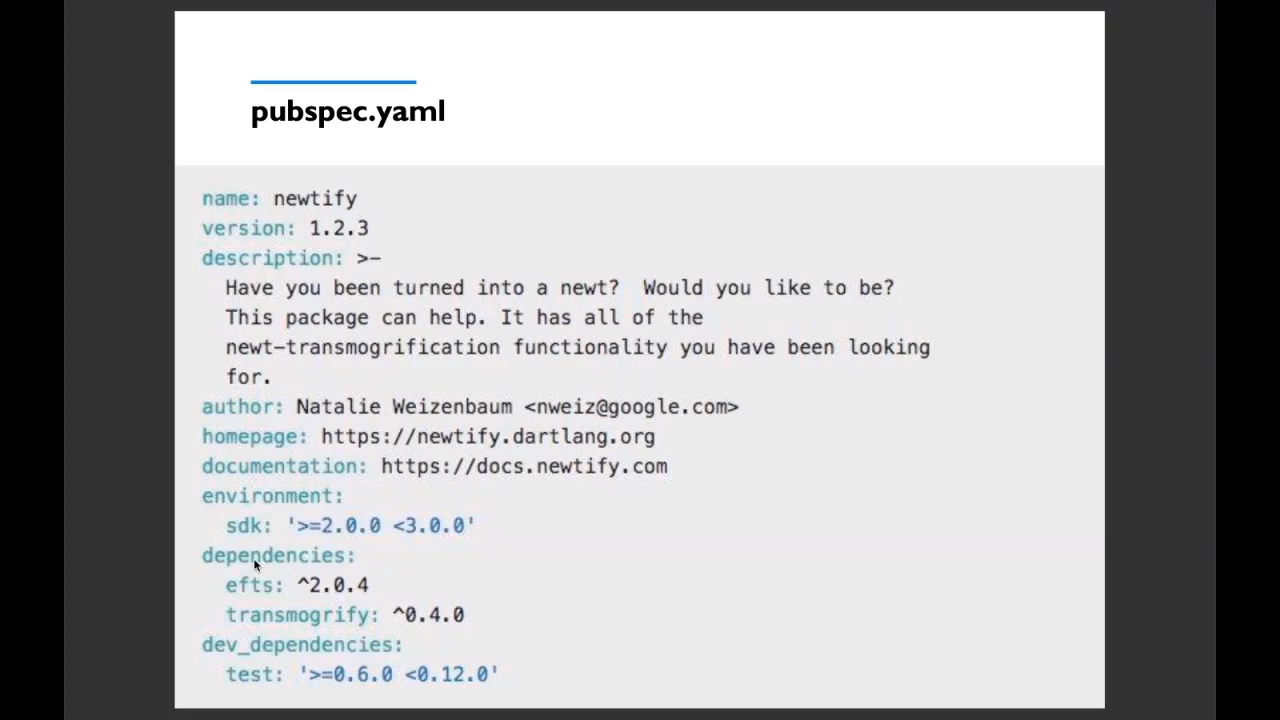 pubspec.yaml
name: newtify
version: 1.2.3
description: >-
  Have you been turned into a newt?  Would you like to be?
  This package can help. It has all of the
  newt-transmogrification functionality you have been looking
  for.
author: Natalie Weizenbaum <nweiz@google.com>
homepage: https://newtify.dartlang.org
documentation: https://docs.newtify.com
environment:
  sdk: '>=2.0.0 <3.0.0'
dependencies:
  efts: ^2.0.4
  transmogrify: ^0.4.0
dev_dependencies:
  test: '>=0.6.0 <0.12.0'